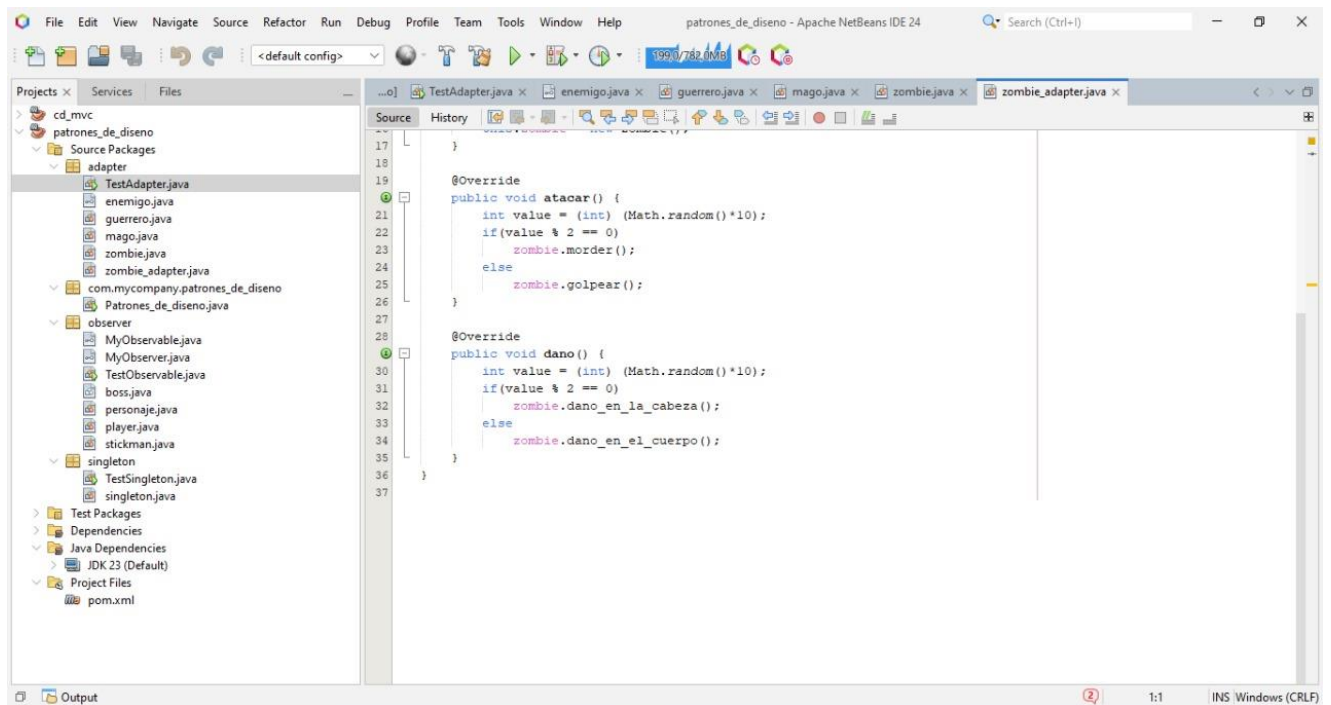 File Edit View Navigate Source Refactor Run Debug Profile Team Tools Window Help patrones_de_diseno - Apache NetBeans IDE 24 Search (Ctrl+I)
<default config> 199,0/782,0MB
Projects Services Files
cd_mvc
patrones_de_diseno
Source Packages
adapter
TestAdapter.java
enemigo.java
guerrero.java
mago.java
zombie.java
zombie_adapter.java
com.mycompany.patrones_de_diseno
Patrones_de_diseno.java
observer
MyObservable.java
MyObserver.java
TestObservable.java
boss.java
personaje.java
player.java
stickman.java
singleton
TestSingleton.java
singleton.java
Test Packages
Dependencies
Java Dependencies
JDK 23 (Default)
Project Files
pom.xml
...o] TestAdapter.java enemigo.java guerrero.java mago.java zombie.java zombie_adapter.java
Source History
17 }
18
19 @Override
public void atacar() {
21 int value = (int) (Math.random()*10);
22 if(value % 2 == 0)
23 zombie.morder();
24 else
25 zombie.golpear();
26 }
27
28 @Override
public void dano() {
30 int value = (int) (Math.random()*10);
31 if(value % 2 == 0)
32 zombie.dano_en_la_cabeza();
33 else
34 zombie.dano_en_el_cuerpo();
35 }
36 }
37
Output 2 1:1 INS Windows (CRLF)